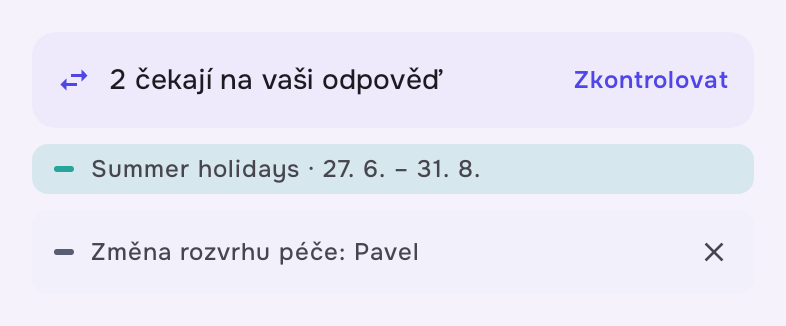 2 čekají na vaši odpověď
Zkontrolovat
Summer holidays · 27. 6. – 31. 8.
Změna rozvrhu péče: Pavel